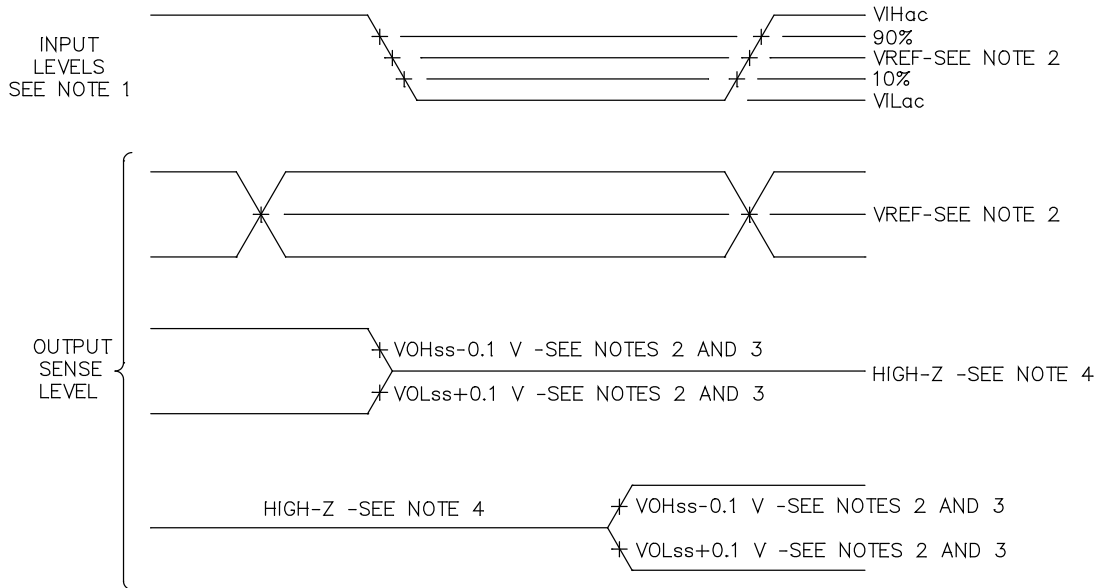 INPUT
LEVELS
SEE NOTE 1
VIHac
90%
VREF-SEE NOTE 2
10%
VILac
OUTPUT
SENSE
LEVEL
VREF-SEE NOTE 2
VOHss-0.1 V -SEE NOTES 2 AND 3
HIGH-Z -SEE NOTE 4
VOLss+0.1 V -SEE NOTES 2 AND 3
HIGH-Z -SEE NOTE 4
VOHss-0.1 V -SEE NOTES 2 AND 3
VOLss+0.1 V -SEE NOTES 2 AND 3